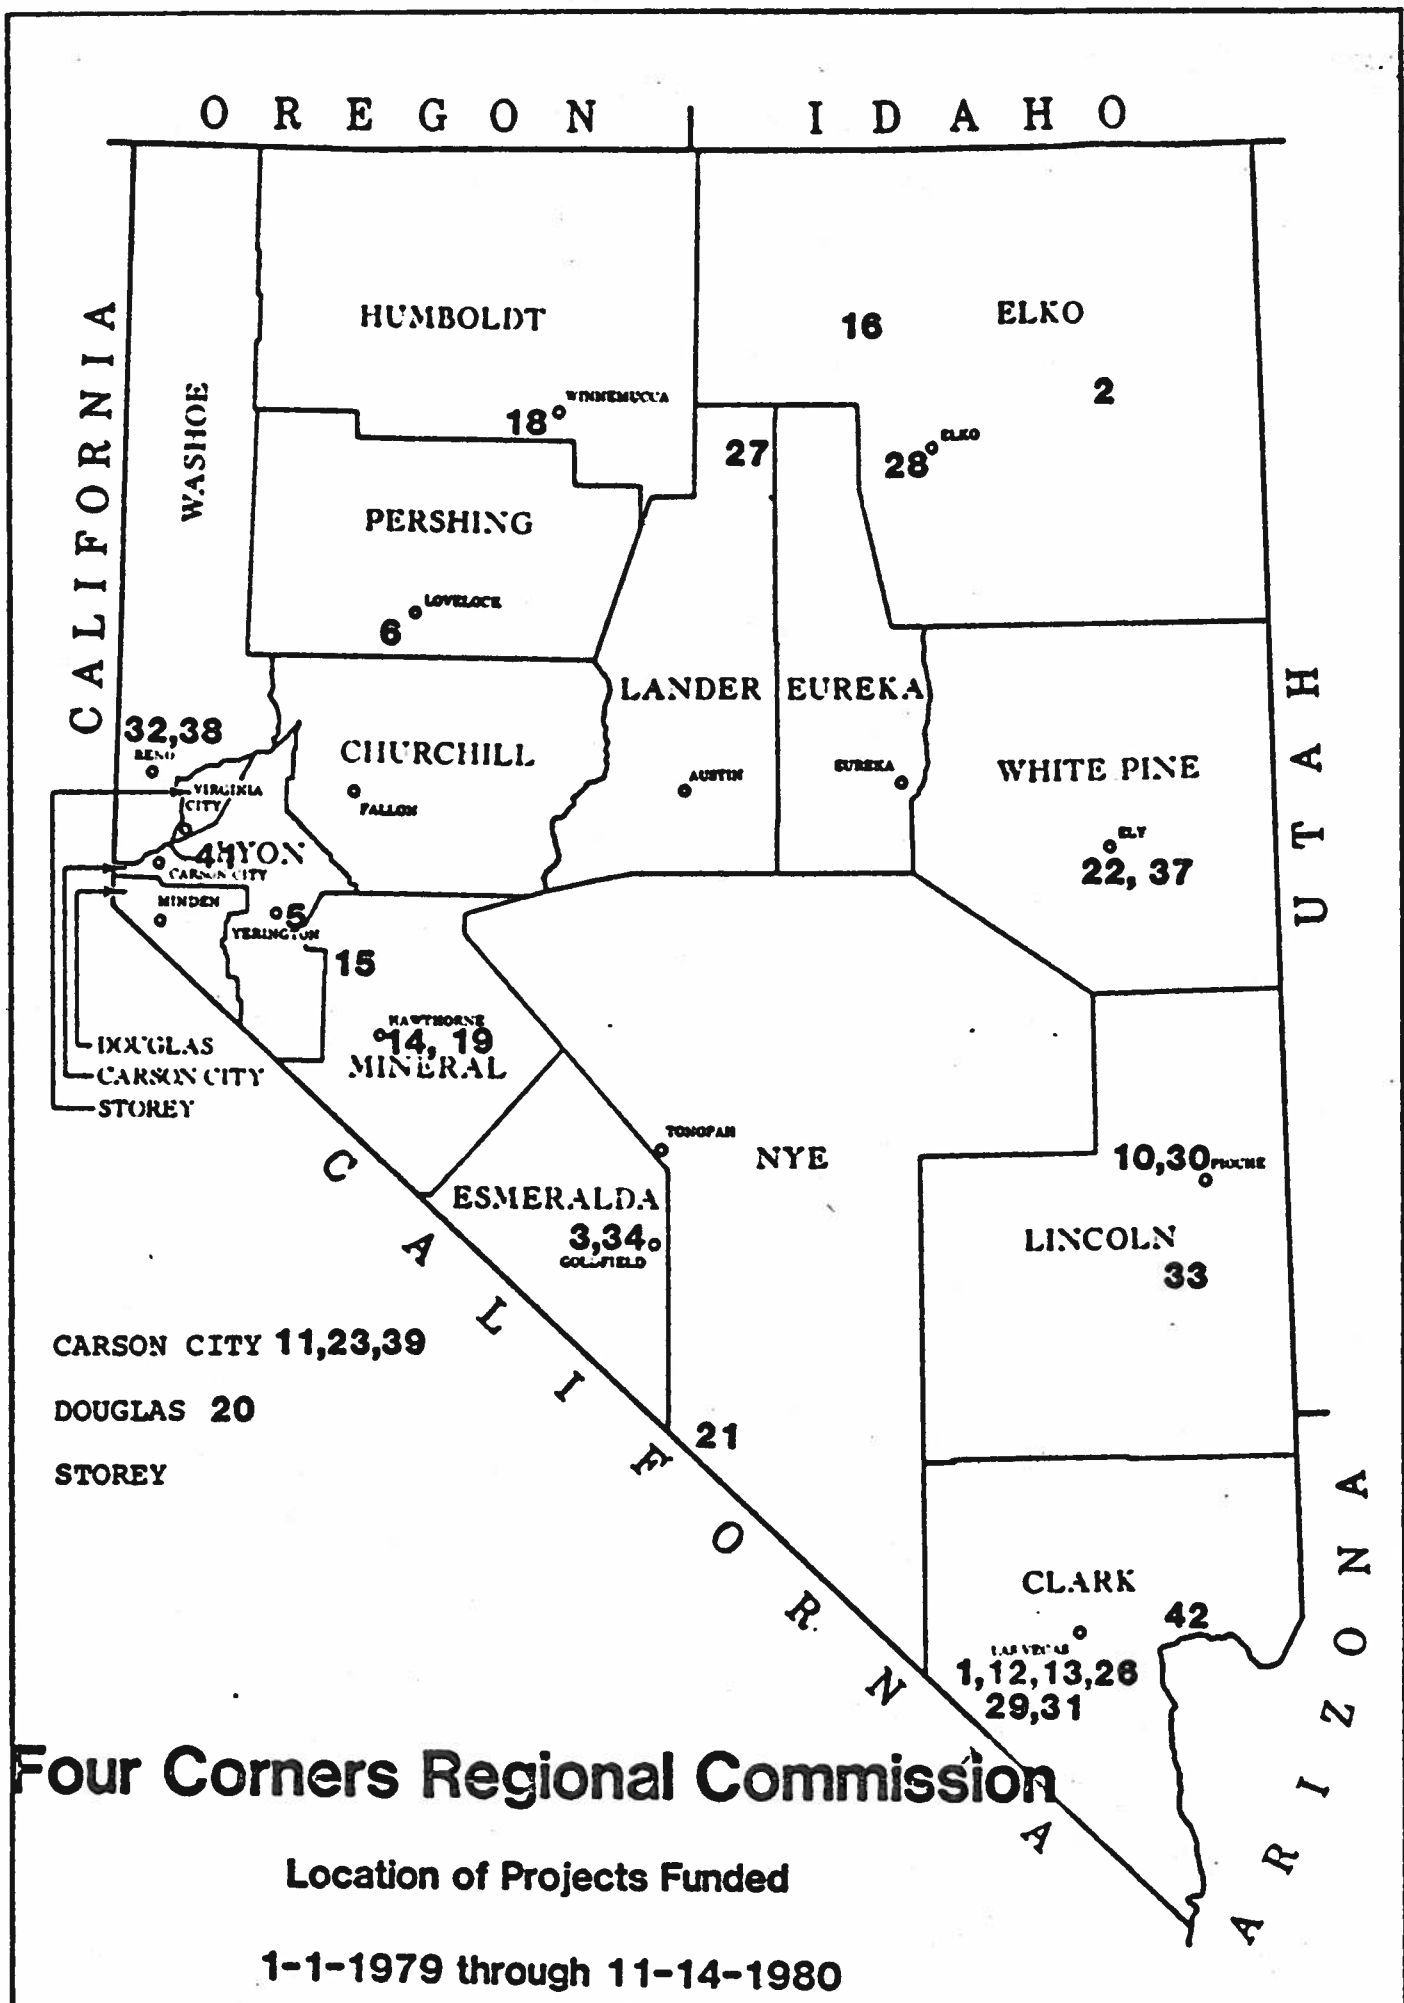 OREGON IDAHO
CALIFORNIA
WASHOE
HUMBOLDT
16
ELKO
2
WINNEMUCCA
18
27
ELKO
28
PERSHING
LOVELOCK
6
LANDER
EUREKA
UTAH
32,38
RENO
CHURCHILL
FALLON
AUSTIN
EUREKA
WHITE PINE
ELY
22, 37
VIRGINIA
CITY
41
LYON
CARSON CITY
MINDEN
5
YERINGTON
15
HAWTHORNE
14, 19
MINERAL
DOUGLAS
CARSON CITY
STOREY
TONOPAH
NYE
10,30
PIOCHE
LINCOLN
33
ESMERALDA
3,34
GOLDFIELD
CALIFORNIA
CARSON CITY 11,23,39
DOUGLAS 20
STOREY
21
ARIZONA
CLARK
42
LAS VEGAS
1,12,13,26
29,31
Four Corners Regional Commission
Location of Projects Funded
1-1-1979 through 11-14-1980